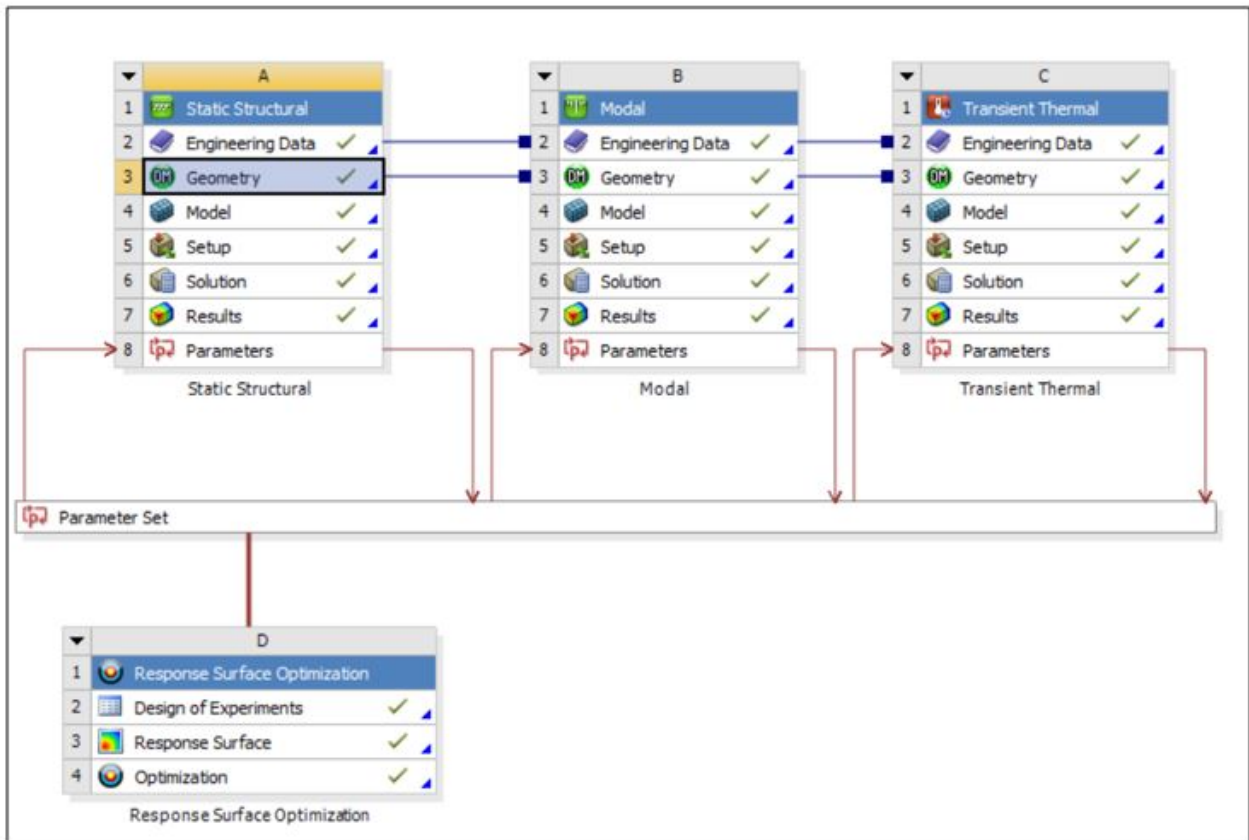 A
1 Static Structural
2 Engineering Data
3 Geometry
4 Model
5 Setup
6 Solution
7 Results
8 Parameters
Static Structural
B
1 Modal
2 Engineering Data
3 Geometry
4 Model
5 Setup
6 Solution
7 Results
8 Parameters
Modal
C
1 Transient Thermal
2 Engineering Data
3 Geometry
4 Model
5 Setup
6 Solution
7 Results
8 Parameters
Transient Thermal
Parameter Set
D
1 Response Surface Optimization
2 Design of Experiments
3 Response Surface
4 Optimization
Response Surface Optimization